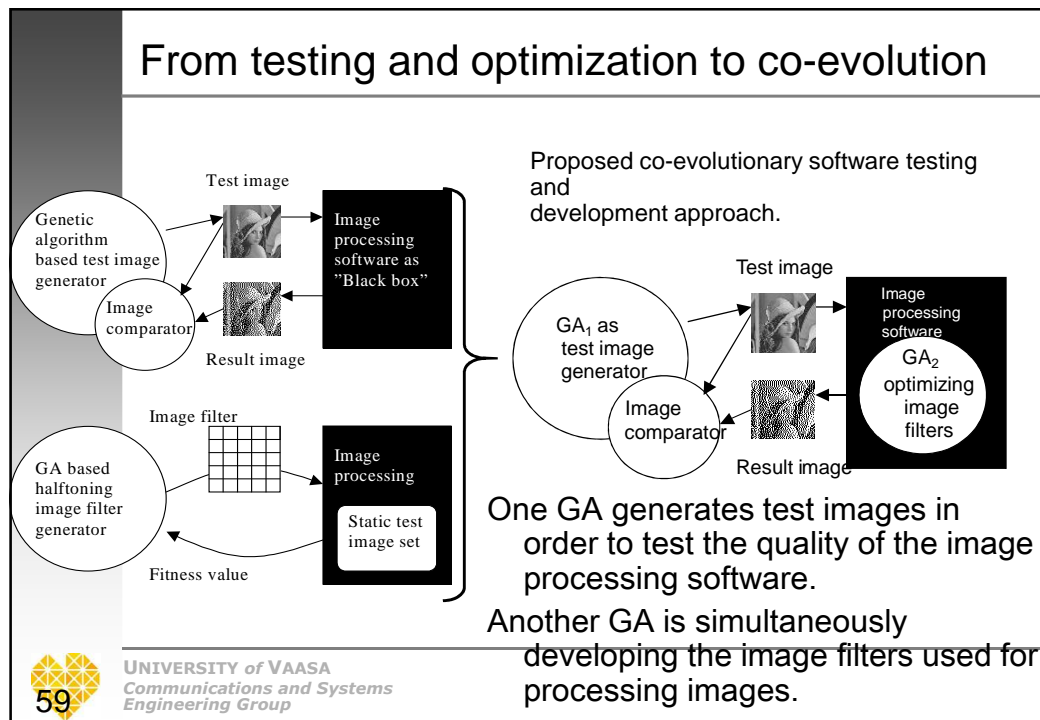 From testing and optimization to co-evolution
Test image
Genetic
algorithm
based test image
generator
Image
comparator
Image
processing
software as
”Black box”
Result image
Image filter
GA based
halftoning
image filter
generator
Image
processing
Static test
image set
Fitness value
Proposed co-evolutionary software testing
and
development approach.
Test image
GA₁ as
test image
generator
Image
comparator
Image
processing
software
GA₂
optimizing
image
filters
Result image
One GA generates test images in
order to test the quality of the image
processing software.
Another GA is simultaneously
developing the image filters used for
processing images.
UNIVERSITY of VAASA
Communications and Systems
Engineering Group
59